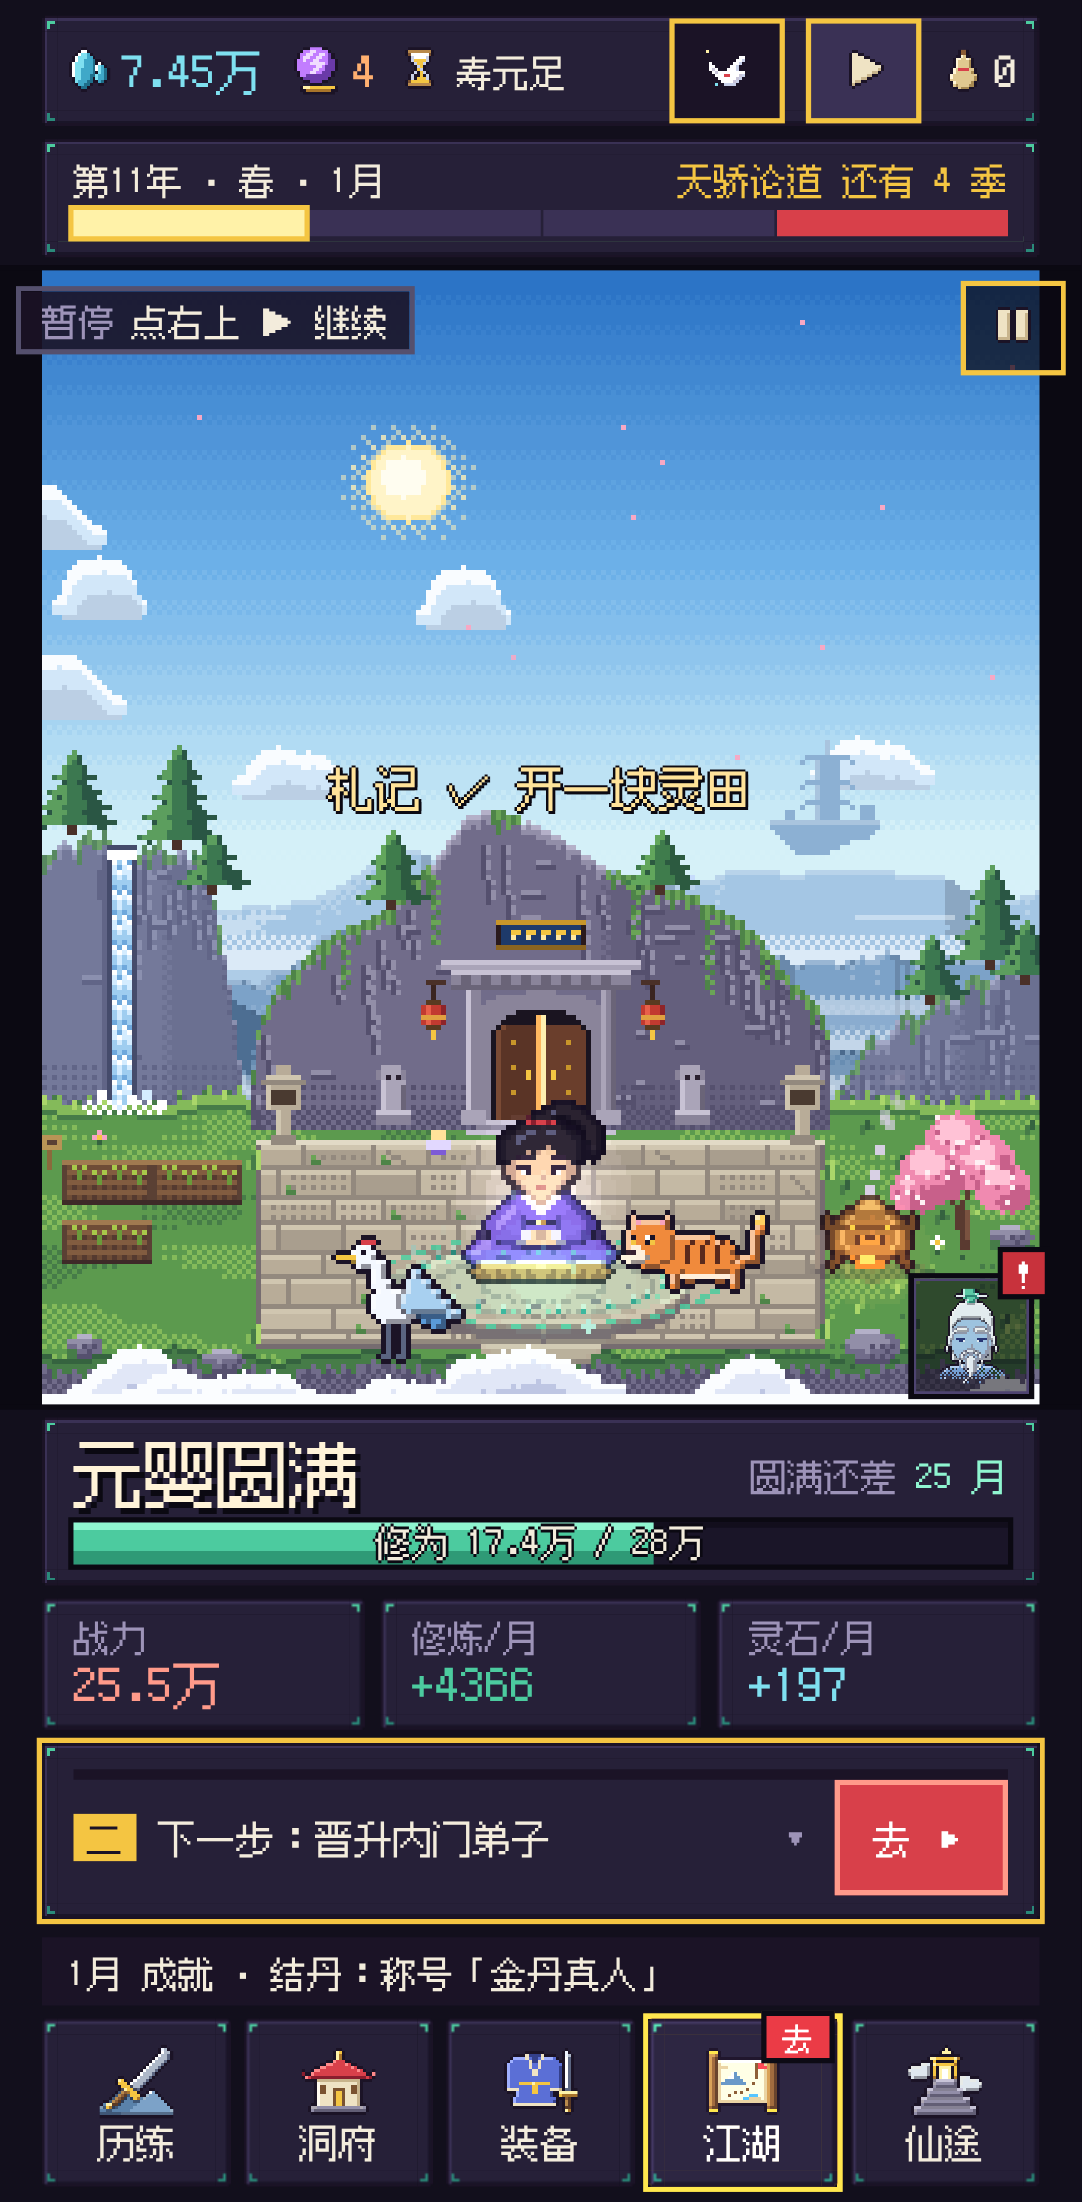 7.45万 4 寿元足 0
第11年 · 春 · 1月 天骄论道 还有 4 季
暂停 点右上 ▶ 继续
札记 ✓ 开一块灵田
元婴圆满 圆满还差 25 月
修为 17.4万 / 28万
战力 修炼/月 灵石/月
25.5万 +4366 +197
二 下一步：晋升内门弟子 ▼ 去 ▶
1月 成就 · 结丹：称号「金丹真人」
去
历练 洞府 装备 江湖 仙途